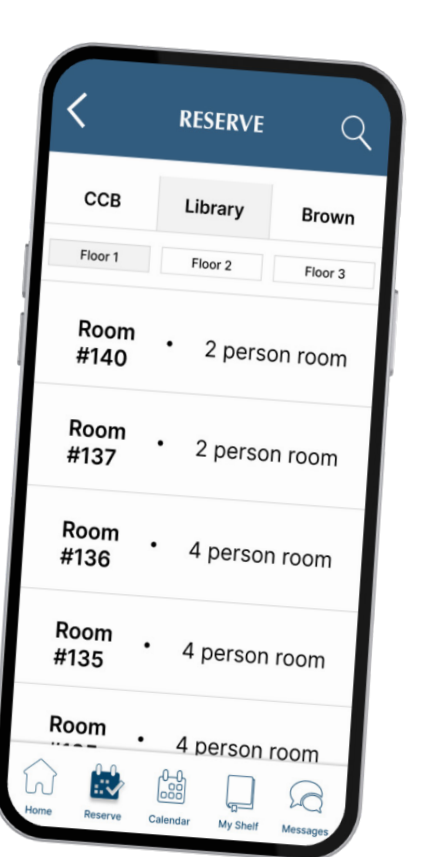 RESERVE
CCB Library Brown
Floor 1 Floor 2 Floor 3
Room
#140 • 2 person room
Room
#137 • 2 person room
Room
#136 • 4 person room
Room
#135 • 4 person room
Room
• 4 person room
Home Reserve Calendar My Shelf Messages